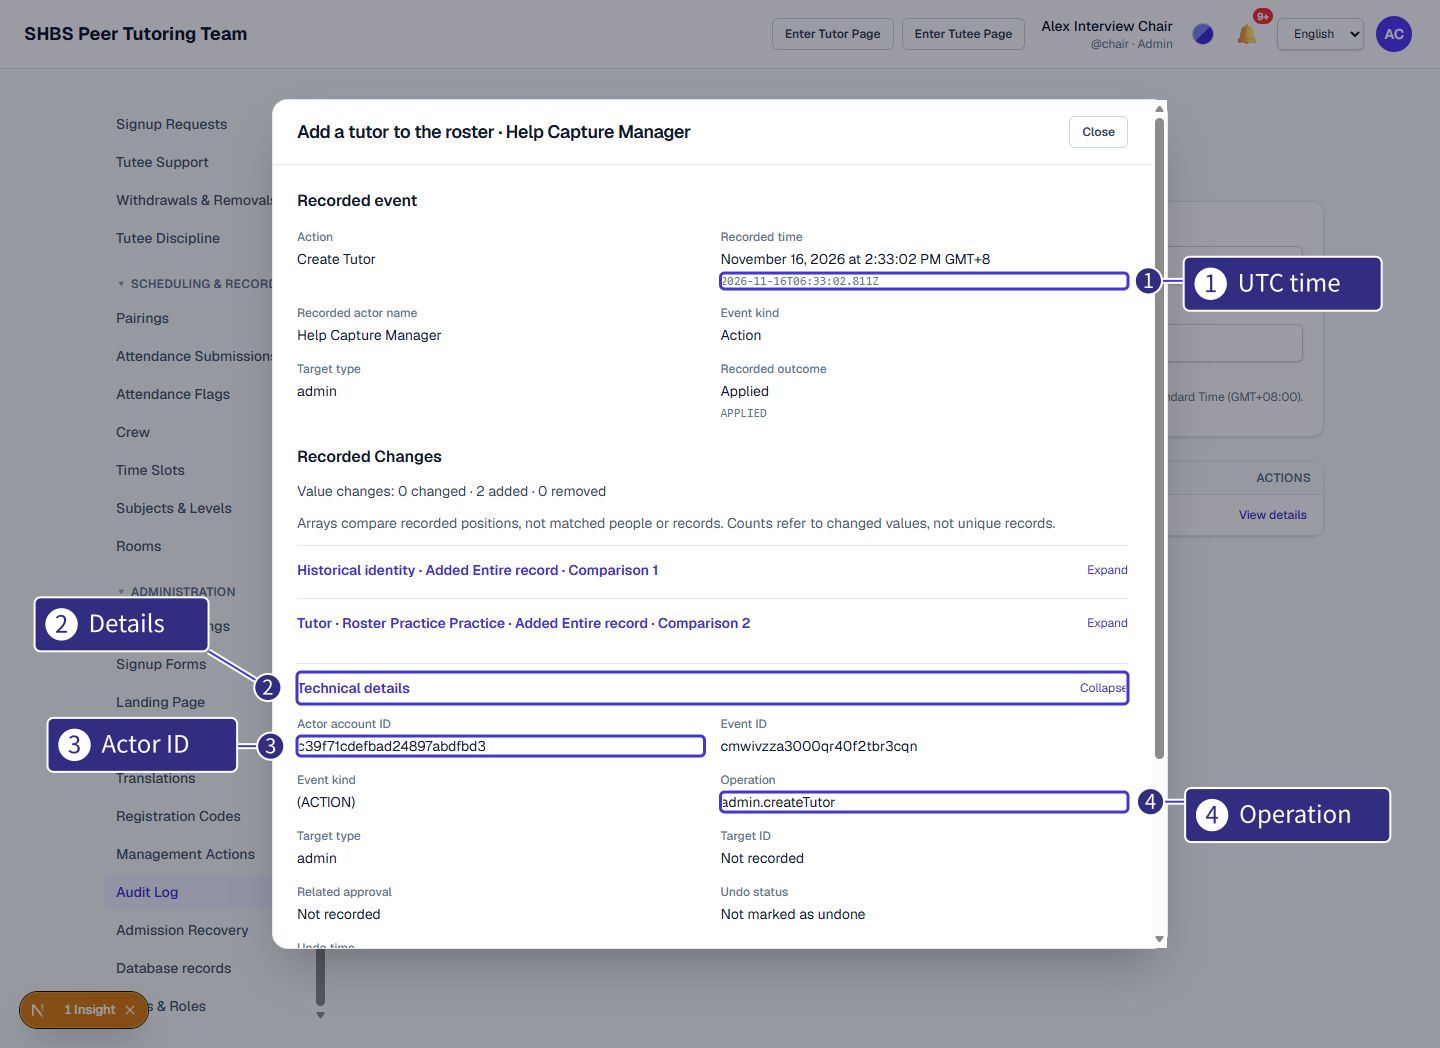 SHBS Peer Tutoring Team
Enter Tutor Page
Enter Tutee Page
Alex Interview Chair
@chair · Admin
9+
English
AC
Signup Requests
Tutee Support
Withdrawals & Removals
Tutee Discipline
SCHEDULING & RECORD
Pairings
Attendance Submissions
Attendance Flags
Crew
Time Slots
Subjects & Levels
Rooms
ADMINISTRATION
Signup Forms
Landing Page
Translations
Registration Codes
Management Actions
Audit Log
Admission Recovery
Database records
& Roles
1 Insight
Add a tutor to the roster · Help Capture Manager
Close
Recorded event
Action
Create Tutor
Recorded time
November 16, 2026 at 2:33:02 PM GMT+8
2026-11-16T06:33:02.811Z
Recorded actor name
Help Capture Manager
Event kind
Action
Target type
admin
Recorded outcome
Applied
APPLIED
Recorded Changes
Value changes: 0 changed · 2 added · 0 removed
Arrays compare recorded positions, not matched people or records. Counts refer to changed values, not unique records.
Historical identity · Added Entire record · Comparison 1
Expand
Tutor · Roster Practice Practice · Added Entire record · Comparison 2
Expand
Technical details
Collapse
Actor account ID
c39f71cdefbad24897abdfbd3
Event ID
cmwivzza3000qr40f2tbr3cqn
Event kind
(ACTION)
Operation
admin.createTutor
Target type
admin
Target ID
Not recorded
Related approval
Not recorded
Undo status
Not marked as undone
Undo time
Time (GMT+08:00).
ACTIONS
View details
1
1 UTC time
2 Details
2
3 Actor ID
3
4
4 Operation